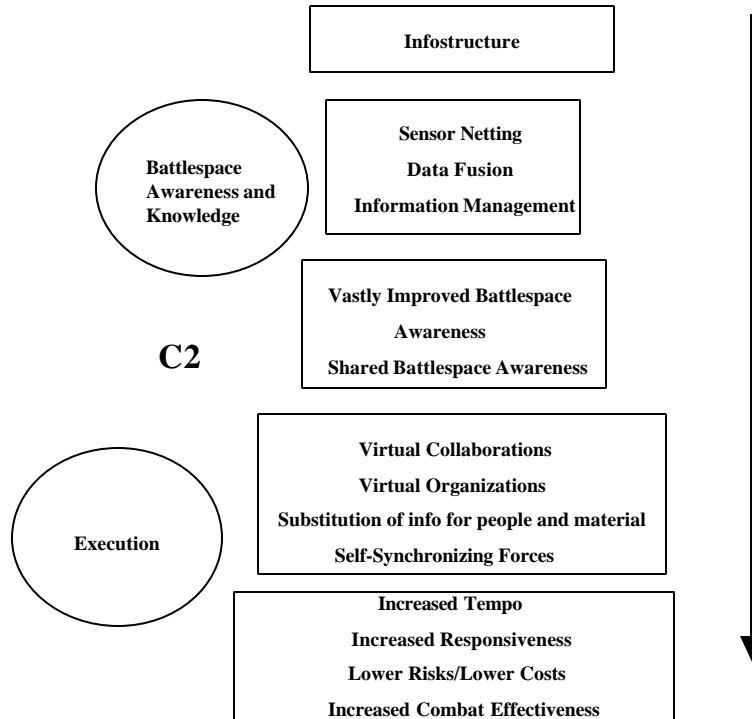 Infostructure
Sensor Netting
Data Fusion
Information Management
Battlespace
Awareness and
Knowledge
Vastly Improved Battlespace
Awareness
Shared Battlespace Awareness
C2
Virtual Collaborations
Virtual Organizations
Substitution of info for people and material
Self-Synchronizing Forces
Execution
Increased Tempo
Increased Responsiveness
Lower Risks/Lower Costs
Increased Combat Effectiveness